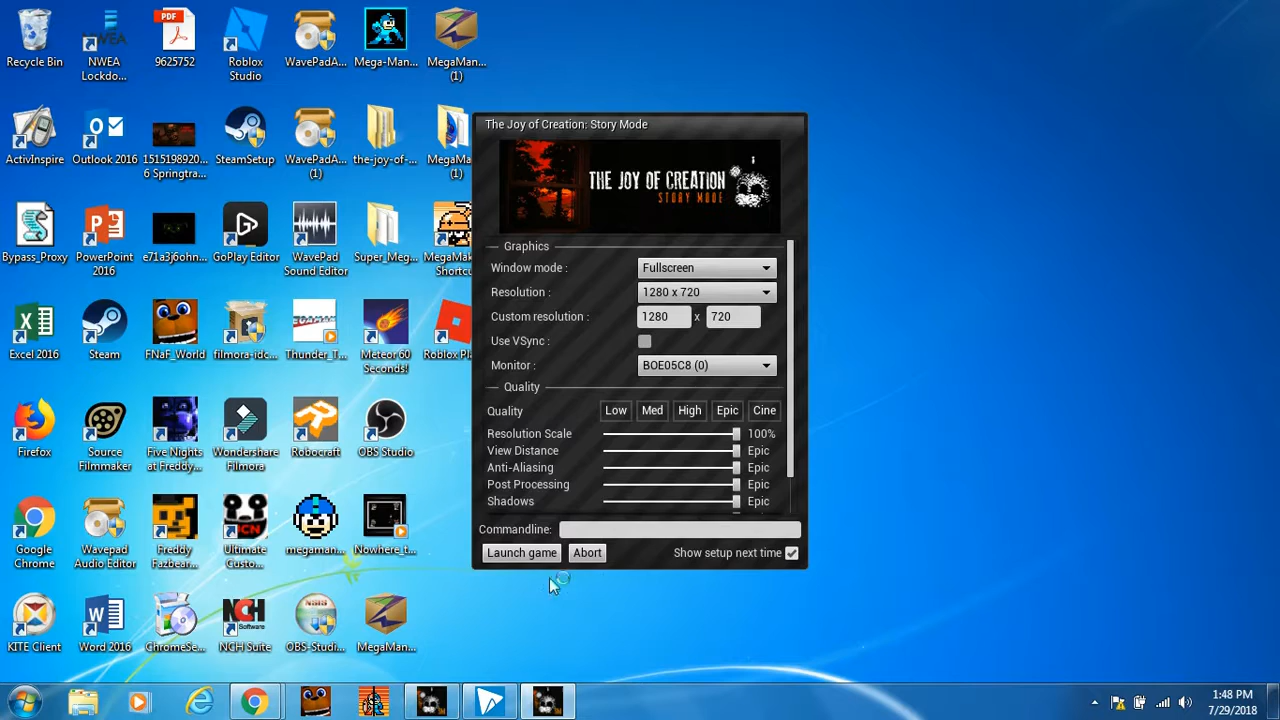 Recycle Bin
NWEA Lockdo...
9625752
Roblox Studio
WavePadA...
Mega-Man...
MegaMan... (1)
ActivInspire
Outlook 2016
1515198920... 6 Springtra...
SteamSetup
WavePadA... (1)
the-joy-of-...
MegaMa (1)
Bypass_Proxy
PowerPoint 2016
e71a3j6ohn...
GoPlay Editor
WavePad Sound Editor
Super_Meg...
MegaMak Shortcu
Excel 2016
Steam
FNaF_World
filmora-idc...
Thunder_T...
Meteor 60 Seconds!
Roblox Pl
Firefox
Source Filmmaker
Five Nights at Freddy...
Wondershare Filmora
Robocraft
OBS Studio
Google Chrome
Wavepad Audio Editor
Freddy Fazbear...
Ultimate Custo...
megaman...
Nowhere_t...
KITE Client
Word 2016
ChromeSe...
NCH Suite
OBS-Studi...
MegaMan...
The Joy of Creation: Story Mode
THE JOY OF CREATION
STORY MODE
Graphics
Window mode : Fullscreen
Resolution : 1280 x 720
Custom resolution : 1280 x 720
Use VSync :
Monitor : BOE05C8 (0)
Quality
Quality Low Med High Epic Cine
Resolution Scale 100%
View Distance Epic
Anti-Aliasing Epic
Post Processing Epic
Shadows Epic
Commandline:
Launch game Abort Show setup next time
1:48 PM
7/29/2018